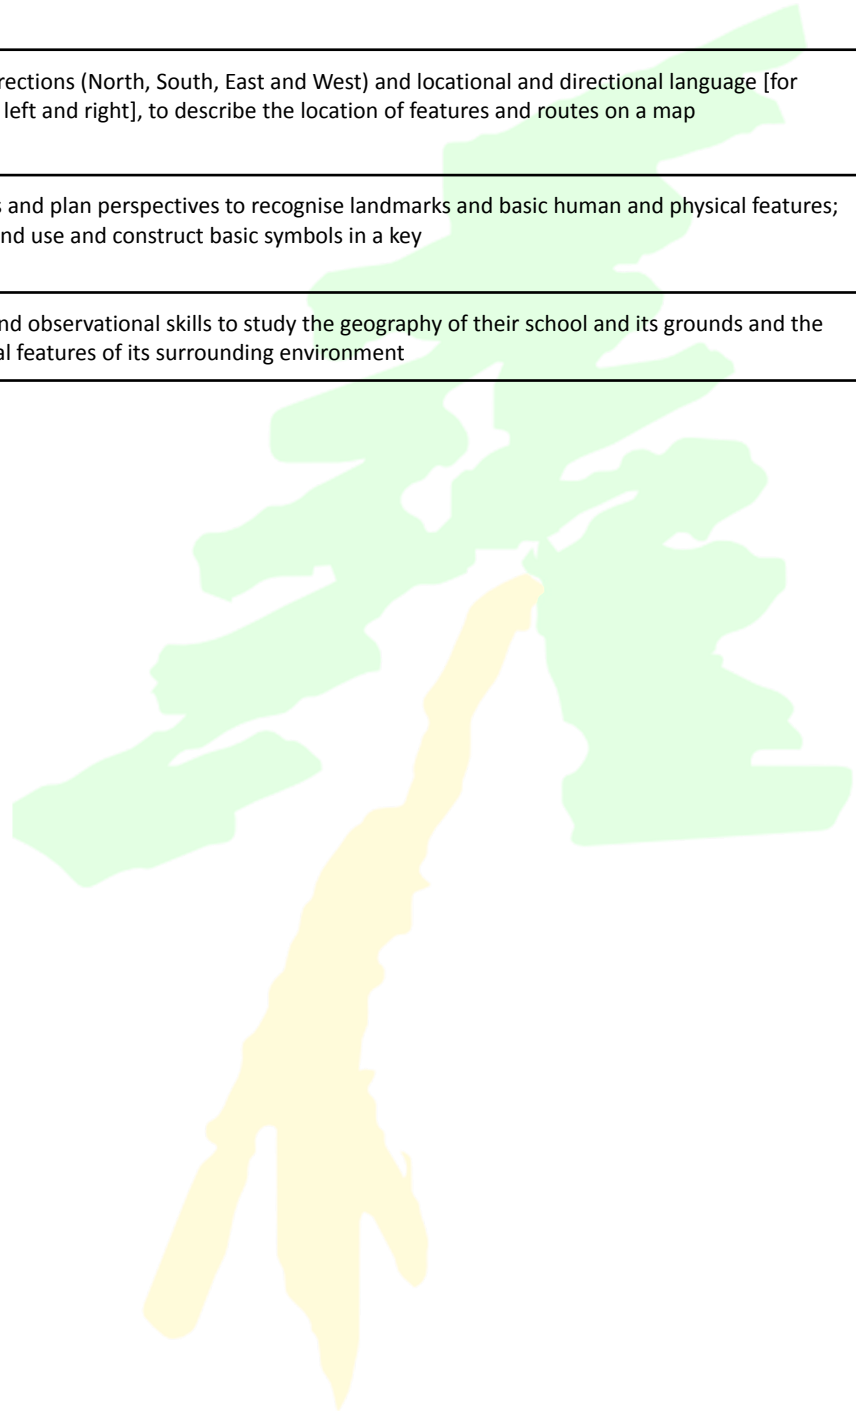 rections (North, South, East and West) and locational and directional language [for
left and right], to describe the location of features and routes on a map
s and plan perspectives to recognise landmarks and basic human and physical features;
nd use and construct basic symbols in a key
nd observational skills to study the geography of their school and its grounds and the
al features of its surrounding environment